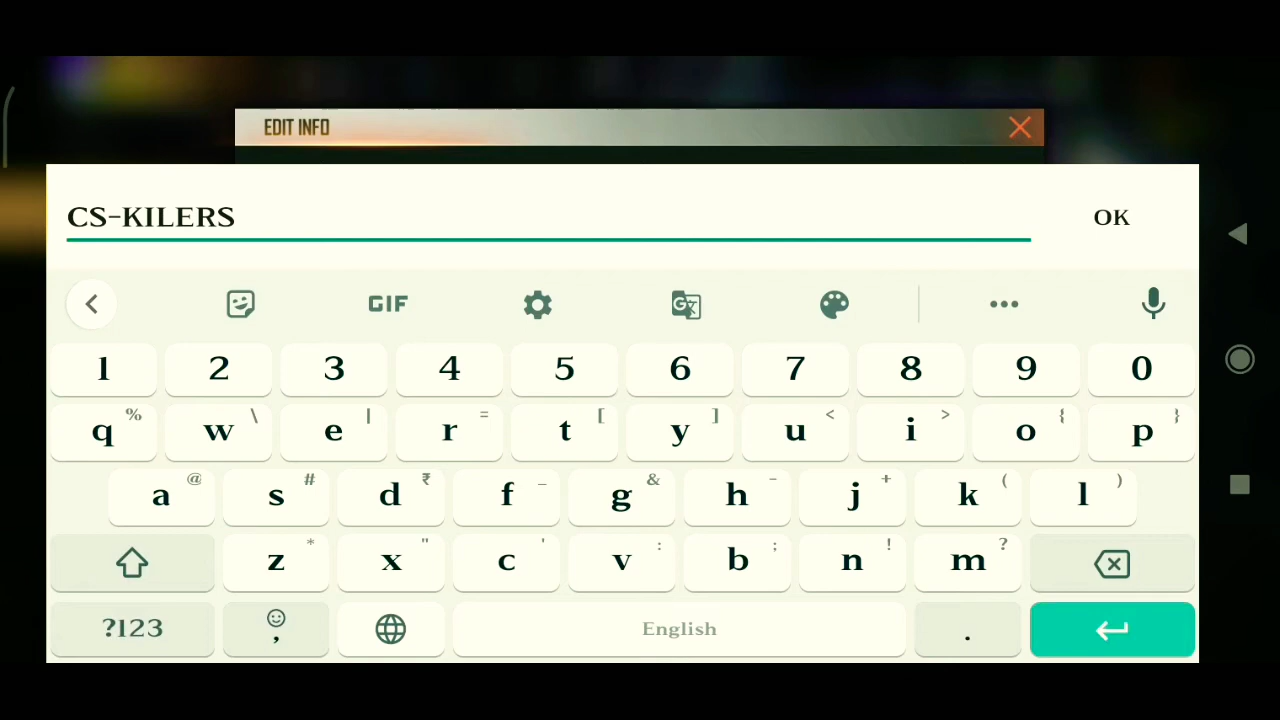 EDIT INFO
CS-KILERS
OK
GIF
1 2 3 4 5 6 7 8 9 0
% \ | = [ ] < > { }
q w e r t y u i o p
@ # ₹ _ & - + ( )
a s d f g h j k l
* " ' : ; ! ?
z x c v b n m
?123 , English .